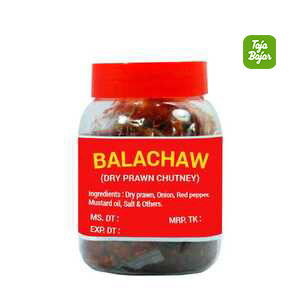 Taja
Bajar
BALACHAW
(DRY PRAWN CHUTNEY)
Ingredients : Dry prawn, Onion, Red pepper,
Mustard oil, Salt & Others.
MS. DT :
MRP. TK :
EXP. DT :